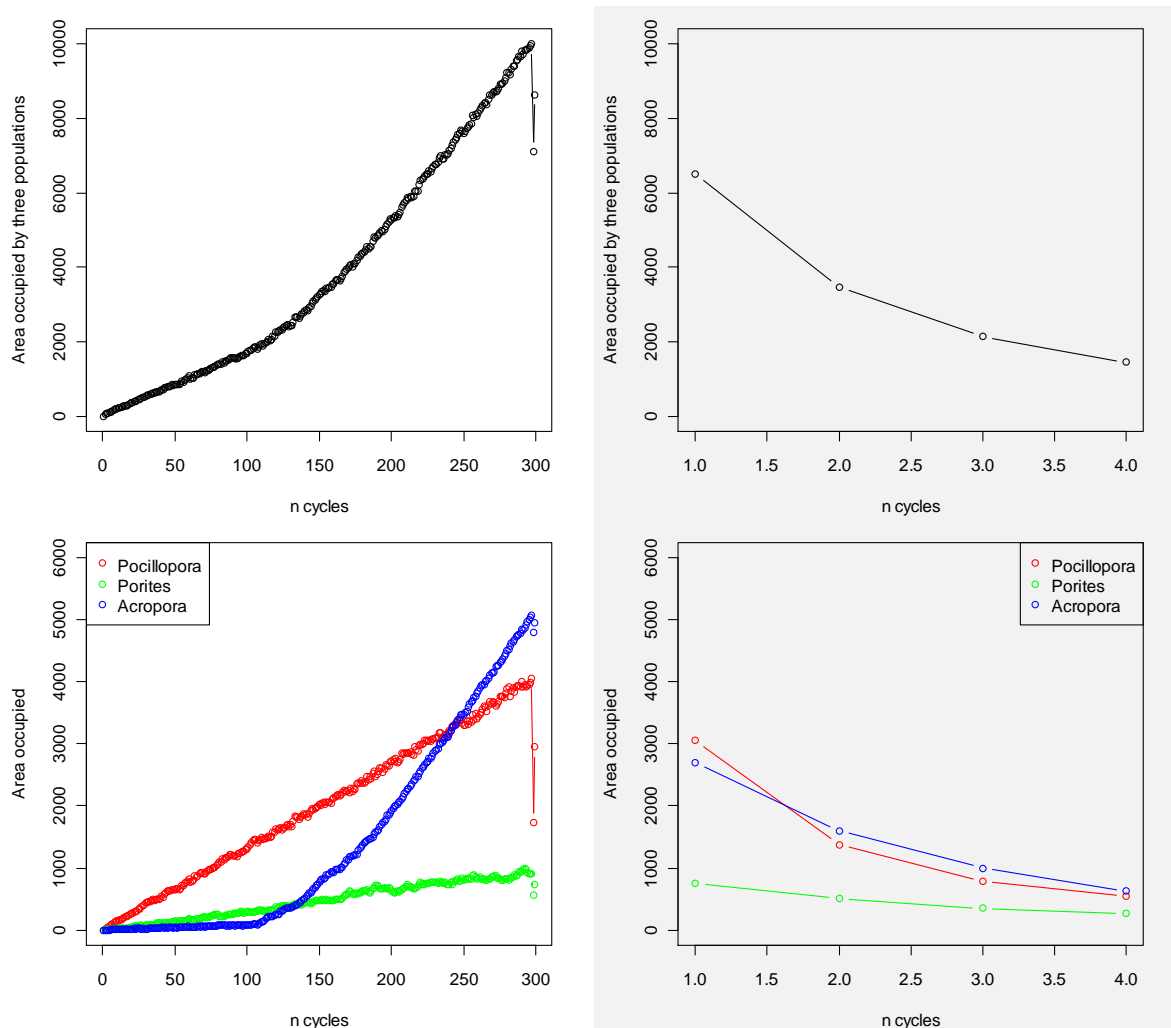 Area occupied by three populations
0 2000 4000 6000 8000 10000
0 50 100 150 200 250 300
n cycles
Area occupied by three populations
0 2000 4000 6000 8000 10000
1.0 1.5 2.0 2.5 3.0 3.5 4.0
n cycles
Area occupied
0 1000 2000 3000 4000 5000 6000
Pocillopora
Porites
Acropora
0 50 100 150 200 250 300
n cycles
Area occupied
0 1000 2000 3000 4000 5000 6000
Pocillopora
Porites
Acropora
1.0 1.5 2.0 2.5 3.0 3.5 4.0
n cycles